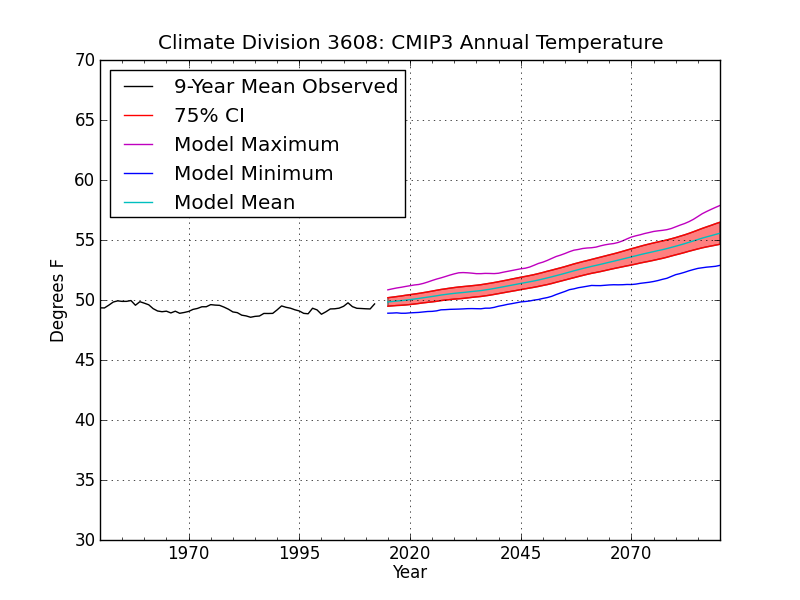 Climate Division 3608: CMIP3 Annual Temperature
70
65
60
55
50
45
40
35
30
Degrees F
9-Year Mean Observed
75% CI
Model Maximum
Model Minimum
Model Mean
1970 1995 2020 2045 2070
Year